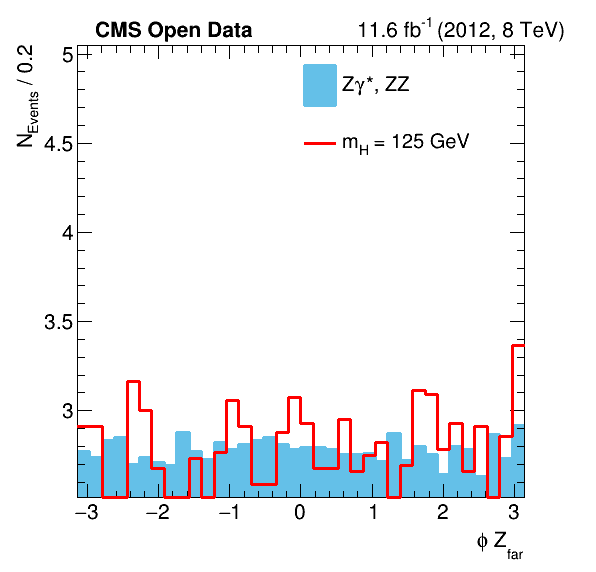 CMS Open Data 11.6 fb⁻¹ (2012, 8 TeV)
N_Events / 0.2
5
4.5
4
3.5
3
Zγ*, ZZ
m_H = 125 GeV
−3 −2 −1 0 1 2 3
ϕ Z_far